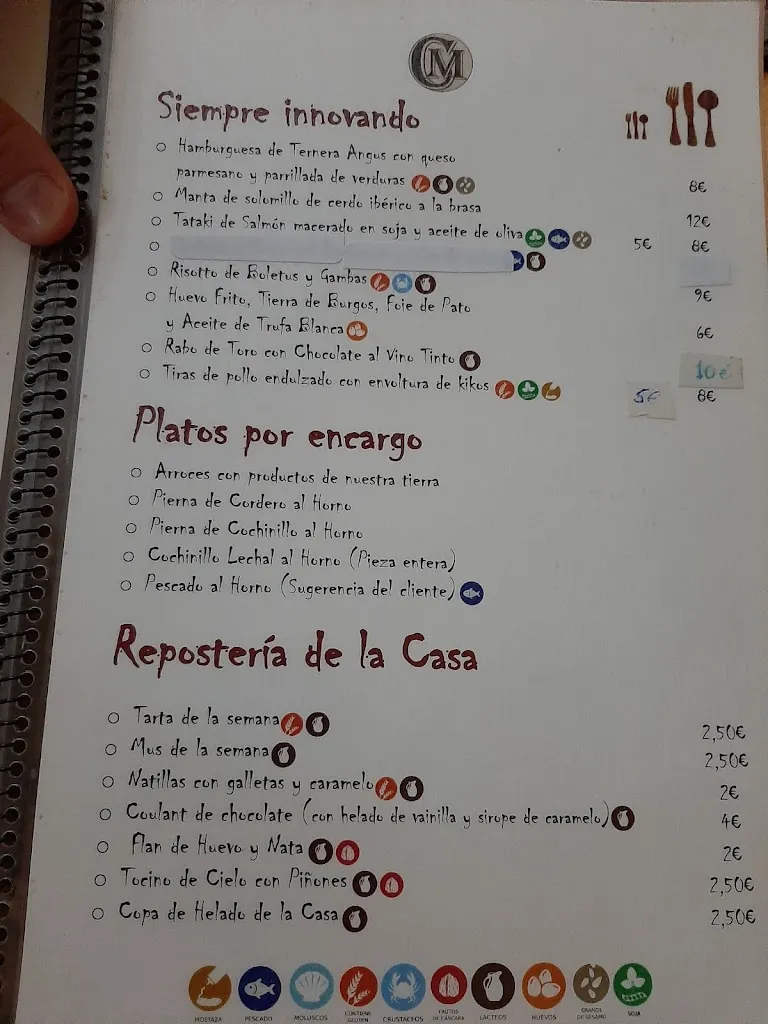 CM
Siempre innovando
Hamburguesa de Ternera Angus con queso
parmesano y parrillada de verduras 8€
Manta de solomillo de cerdo ibérico a la brasa 12€
Tataki de Salmón macerado en soja y aceite de oliva 5€ 8€
Risotto de Boletus y Gambas 9€
Huevo Frito, Tierra de Burgos, Foie de Pato
y Aceite de Trufa Blanca 6€
Rabo de Toro con Chocolate al Vino Tinto 10€
Tiras de pollo endulzado con envoltura de kikos 5€ 8€
Platos por encargo
Arroces con productos de nuestra tierra
Pierna de Cordero al Horno
Pierna de Cochinillo al Horno
Cochinillo Lechal al Horno (Pieza entera)
Pescado al Horno (Sugerencia del cliente)
Repostería de la Casa
Tarta de la semana 2,50€
Mus de la semana 2,50€
Natillas con galletas y caramelo 2€
Coulant de chocolate (con helado de vainilla y sirope de caramelo) 4€
Flan de Huevo y Nata 2€
Tocino de Cielo con Piñones 2,50€
Copa de Helado de la Casa 2,50€
MOSTAZA PESCADO MOLUSCOS CONTIENE GLUTEN CRUSTÁCEOS FRUTOS DE CÁSCARA LÁCTEOS HUEVOS GRANOS DE SÉSAMO SOJA